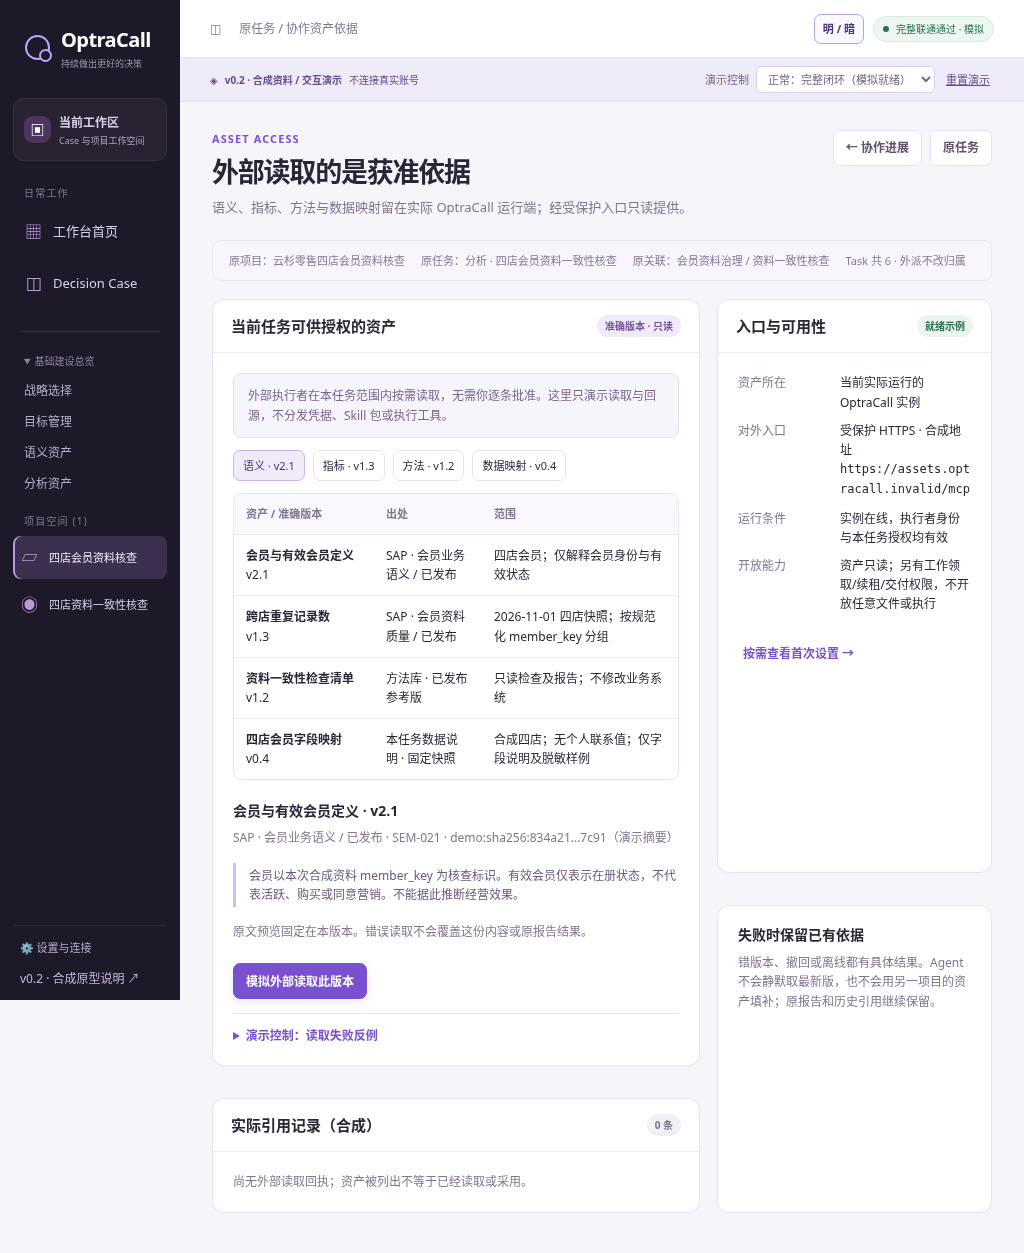 OptraCall
持续做出更好的决策
当前工作区
Case 与项目工作空间
日常工作
工作台首页
Decision Case
▼ 基础建设总览
战略选择
目标管理
语义资产
分析资产
项目空间 (1)
四店会员资料核查
四店资料一致性核查
设置与连接
v0.2 · 合成原型说明 ↗
原任务 / 协作资产依据
明 / 暗
完整联通通过 · 模拟
◈ v0.2 · 合成资料 / 交互演示 不连接真实账号
演示控制
正常：完整闭环（模拟就绪）
重置演示
ASSET ACCESS
外部读取的是获准依据
语义、指标、方法与数据映射留在实际 OptraCall 运行端；经受保护入口只读提供。
← 协作进展
原任务
原项目：云杉零售四店会员资料核查 原任务：分析 · 四店会员资料一致性核查 原关联：会员资料治理 / 资料一致性核查 Task 共 6 · 外派不改归属
当前任务可供授权的资产
准确版本 · 只读
外部执行者在本任务范围内按需读取，无需你逐条批准。这里只演示读取与回
源，不分发凭据、Skill 包或执行工具。
语义 · v2.1
指标 · v1.3
方法 · v1.2
数据映射 · v0.4
资产 / 准确版本 出处 范围
会员与有效会员定义
v2.1
SAP · 会员业务
语义 / 已发布
四店会员；仅解释会员身份与有
效状态
跨店重复记录数
v1.3
SAP · 会员资料
质量 / 已发布
2026-11-01 四店快照；按规范
化 member_key 分组
资料一致性检查清单
v1.2
方法库 · 已发布
参考版
只读检查及报告；不修改业务系
统
四店会员字段映射
v0.4
本任务数据说
明 · 固定快照
合成四店；无个人联系值；仅字
段说明及脱敏样例
会员与有效会员定义 · v2.1
SAP · 会员业务语义 / 已发布 · SEM-021 · demo:sha256:834a21…7c91（演示摘要）
会员以本次合成资料 member_key 为核查标识。有效会员仅表示在册状态，不代
表活跃、购买或同意营销。不能据此推断经营效果。
原文预览固定在本版本。错误读取不会覆盖这份内容或原报告结果。
模拟外部读取此版本
▶ 演示控制：读取失败反例
实际引用记录（合成）
0 条
尚无外部读取回执；资产被列出不等于已经读取或采用。
入口与可用性
就绪示例
资产所在
当前实际运行的
OptraCall 实例
对外入口
受保护 HTTPS · 合成地
址
https://assets.opt
racall.invalid/mcp
运行条件
实例在线，执行者身份
与本任务授权均有效
开放能力
资产只读；另有工作领
取/续租/交付权限，不开
放任意文件或执行
按需查看首次设置 →
失败时保留已有依据
错版本、撤回或离线都有具体结果。Agent
不会静默取最新版，也不会用另一项目的资
产填补；原报告和历史引用继续保留。